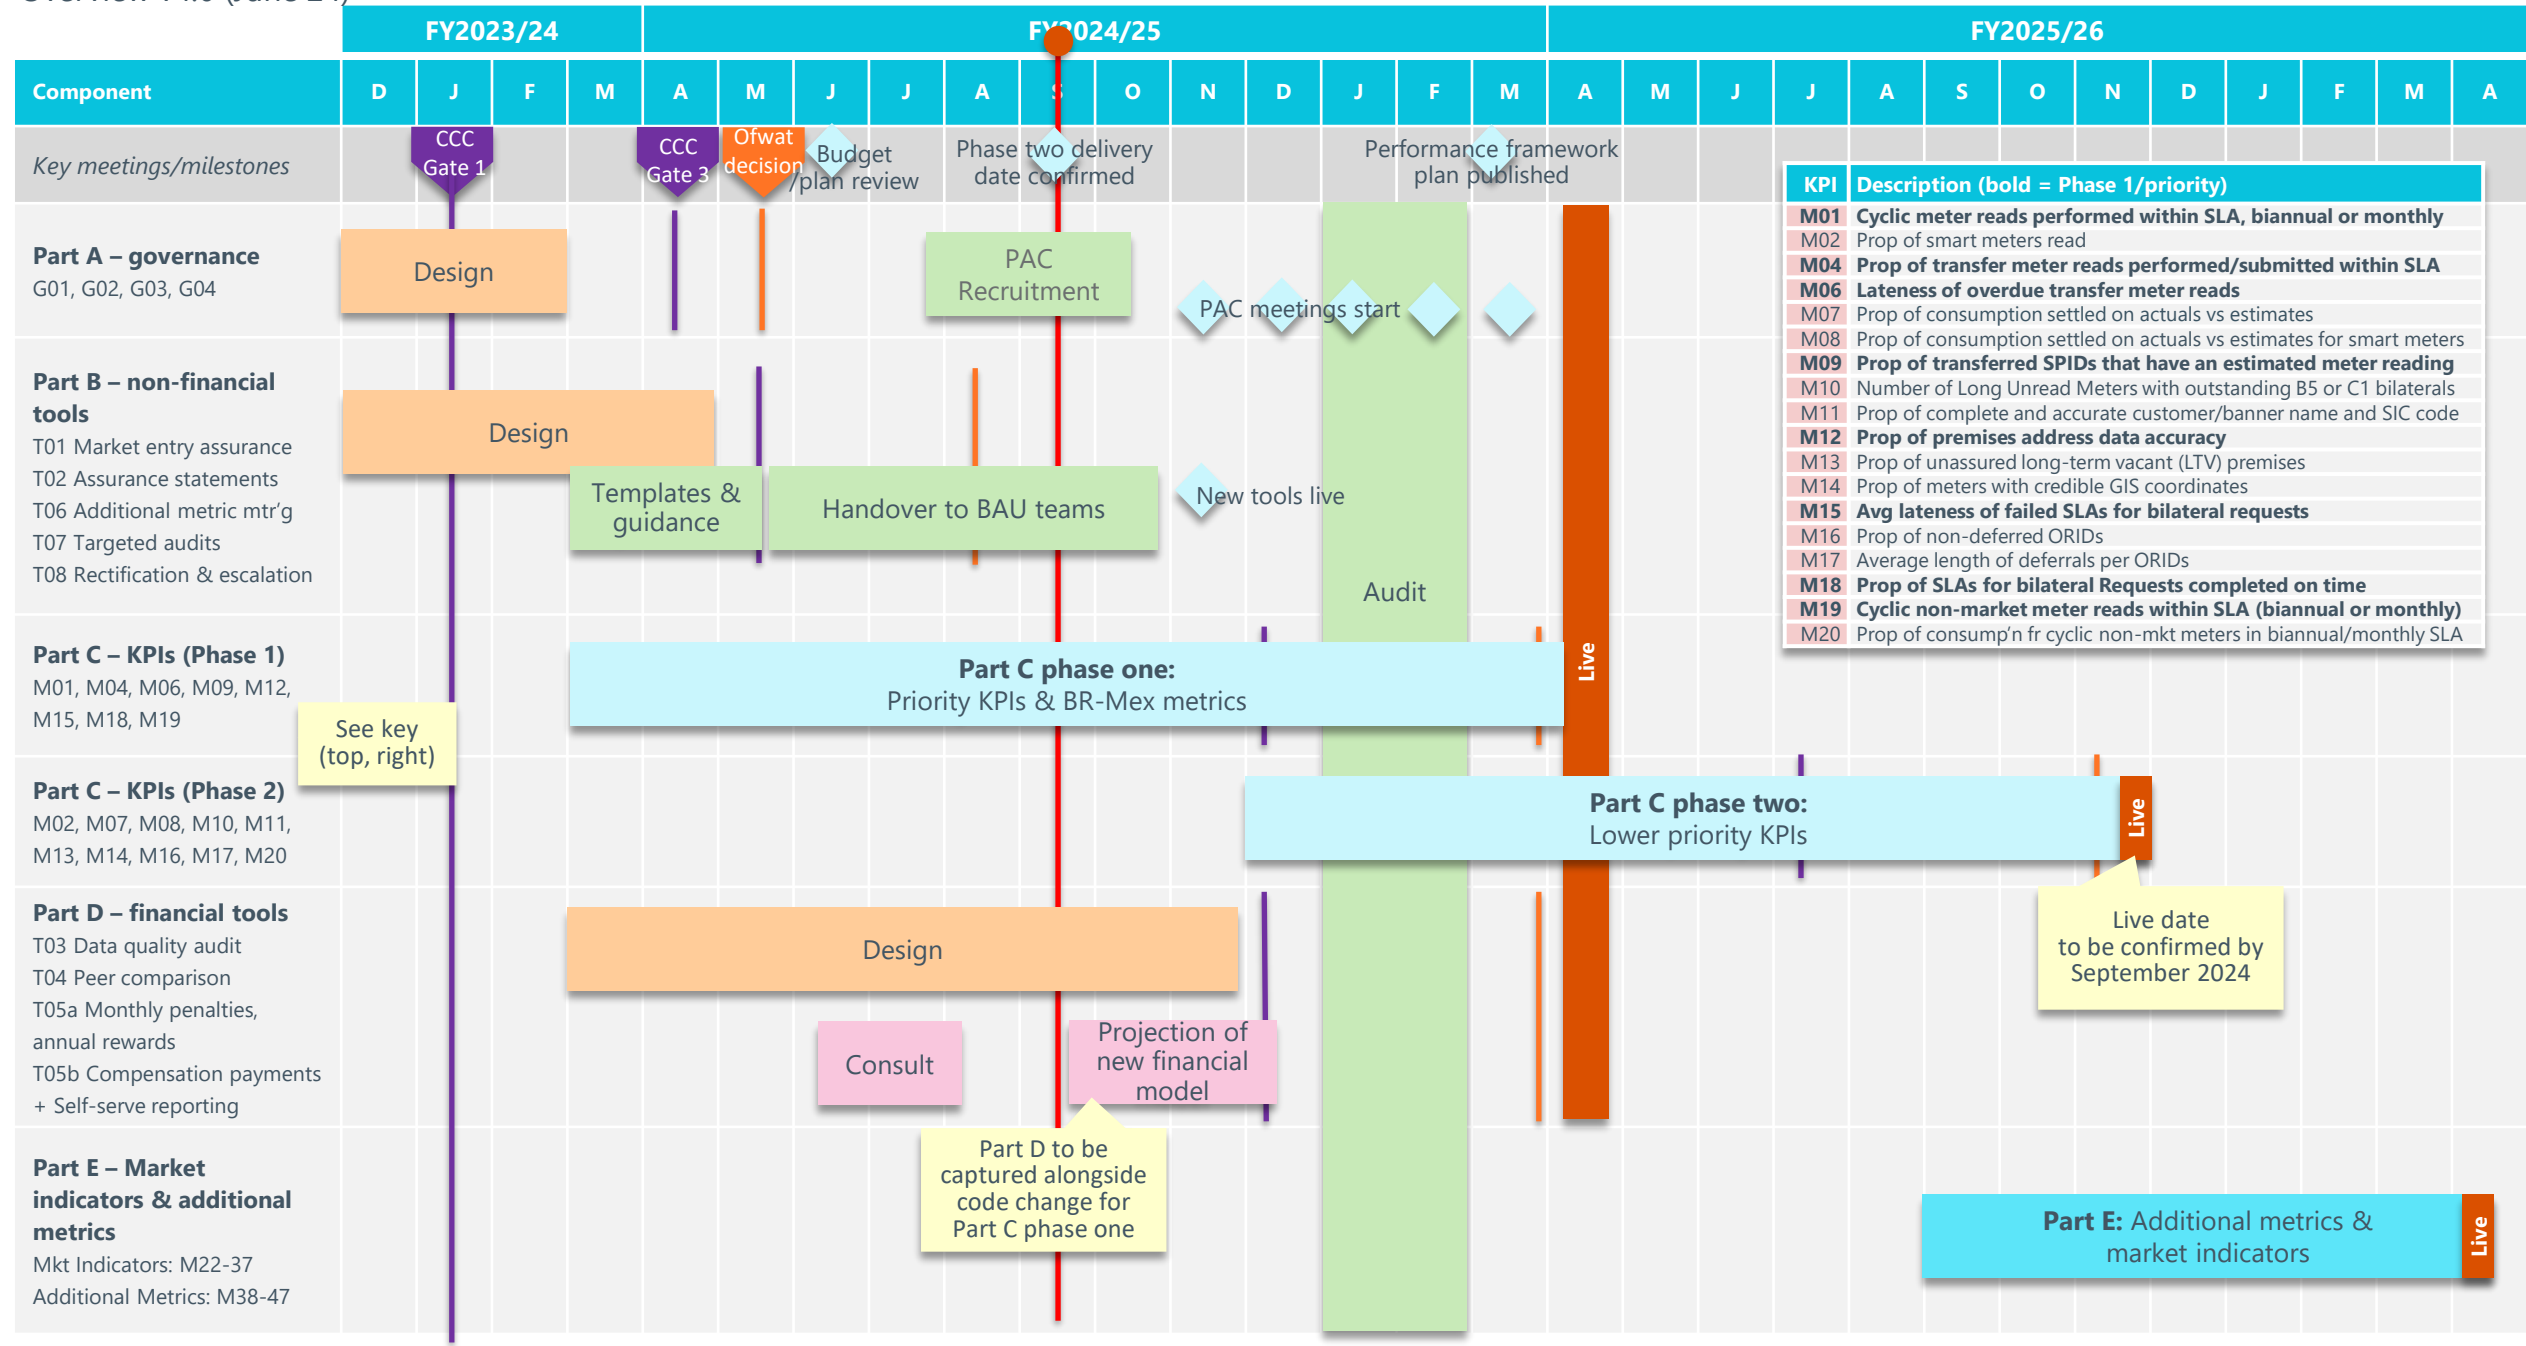 FY2023/24
FY2024/25
FY2025/26
Component
D J F M A M J J A S O N D J F M A M J J A S O N D J F M A
Key meetings/milestones
CCC
Gate 1
CCC
Gate 3
Ofwat
decision
Budget
/plan review
Phase two delivery
date confirmed
Performance framework
plan published
KPI Description (bold = Phase 1/priority)
M01 Cyclic meter reads performed within SLA, biannual or monthly
M02 Prop of smart meters read
M04 Prop of transfer meter reads performed/submitted within SLA
M06 Lateness of overdue transfer meter reads
M07 Prop of consumption settled on actuals vs estimates
M08 Prop of consumption settled on actuals vs estimates for smart meters
M09 Prop of transferred SPIDs that have an estimated meter reading
M10 Number of Long Unread Meters with outstanding B5 or C1 bilaterals
M11 Prop of complete and accurate customer/banner name and SIC code
M12 Prop of premises address data accuracy
M13 Prop of unassured long-term vacant (LTV) premises
M14 Prop of meters with credible GIS coordinates
M15 Avg lateness of failed SLAs for bilateral requests
M16 Prop of non-deferred ORIDs
M17 Average length of deferrals per ORIDs
M18 Prop of SLAs for bilateral Requests completed on time
M19 Cyclic non-market meter reads within SLA (biannual or monthly)
M20 Prop of consump'n fr cyclic non-mkt meters in biannual/monthly SLA
Part A – governance
G01, G02, G03, G04
Design
PAC
Recruitment
PAC meetings start
Part B – non-financial
tools
T01 Market entry assurance
T02 Assurance statements
T06 Additional metric mtr’g
T07 Targeted audits
T08 Rectification & escalation
Design
Templates &
guidance
Handover to BAU teams
New tools live
Audit
Live
Part C – KPIs (Phase 1)
M01, M04, M06, M09, M12,
M15, M18, M19
Part C phase one:
Priority KPIs & BR-Mex metrics
See key
(top, right)
Part C – KPIs (Phase 2)
M02, M07, M08, M10, M11,
M13, M14, M16, M17, M20
Part C phase two:
Lower priority KPIs
Live
Live date
to be confirmed by
September 2024
Part D – financial tools
T03 Data quality audit
T04 Peer comparison
T05a Monthly penalties,
annual rewards
T05b Compensation payments
+ Self-serve reporting
Design
Consult
Projection of
new financial
model
Part D to be
captured alongside
code change for
Part C phase one
Part E – Market
indicators & additional
metrics
Mkt Indicators: M22-37
Additional Metrics: M38-47
Part E: Additional metrics &
market indicators
Live